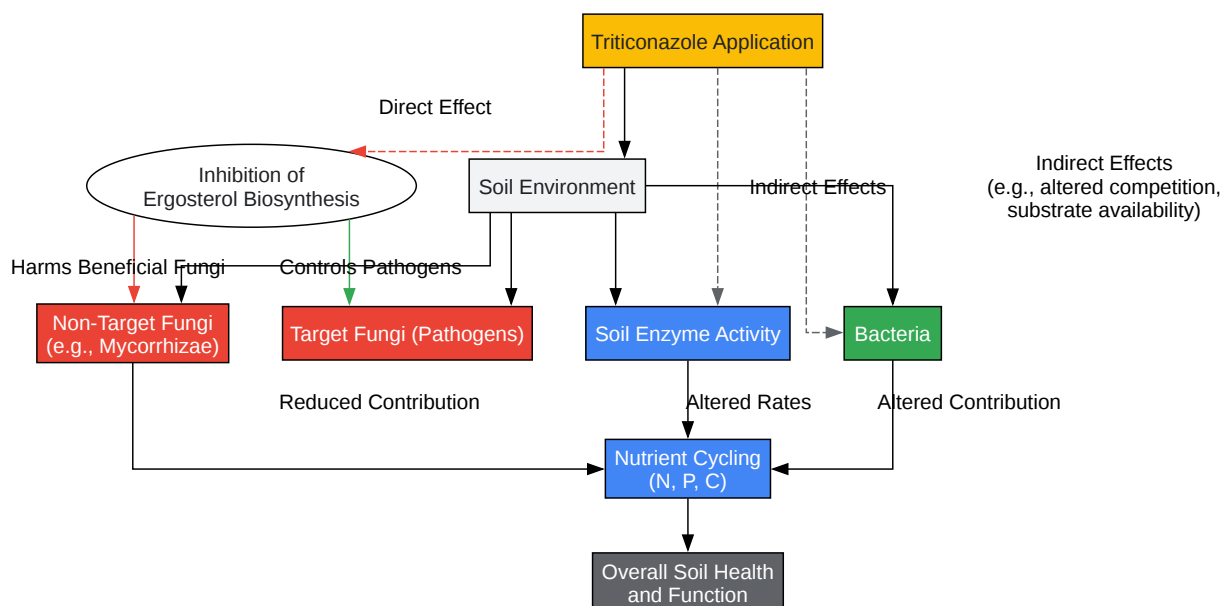 Triticonazole Application
Direct Effect
Inhibition of
Ergosterol Biosynthesis
Soil Environment
Indirect Effects
Indirect Effects
(e.g., altered competition,
substrate availability)
Harms Beneficial Fungi
Controls Pathogens
Non-Target Fungi
(e.g., Mycorrhizae)
Target Fungi (Pathogens)
Soil Enzyme Activity
Bacteria
Reduced Contribution
Altered Rates
Altered Contribution
Nutrient Cycling
(N, P, C)
Overall Soil Health
and Function